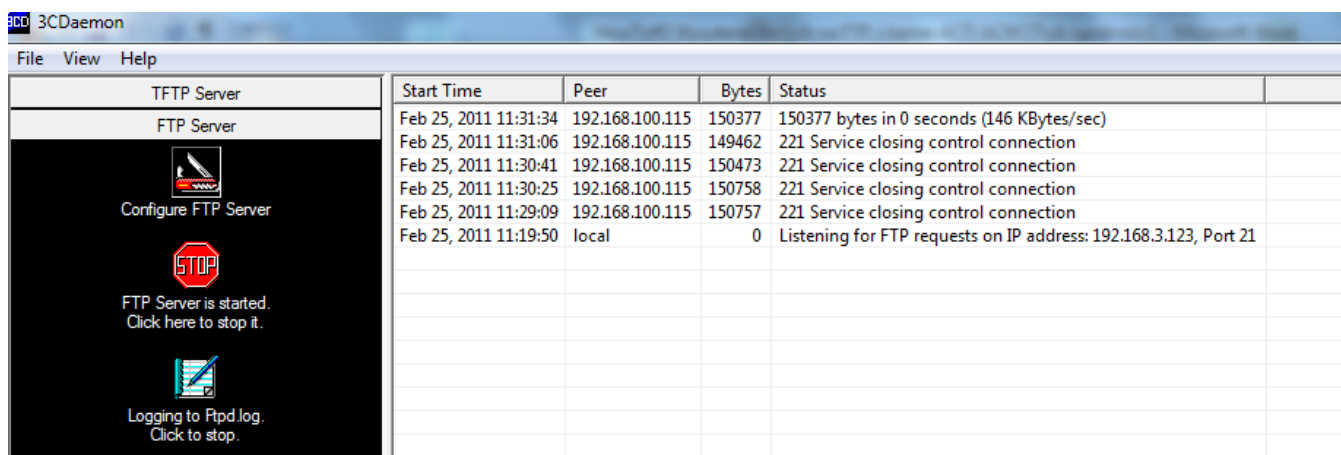 3CD 3CDaemon
File View Help
TFTP Server
FTP Server
Configure FTP Server
STOP
FTP Server is started.
Click here to stop it.
Logging to Ftpd.log.
Click to stop.
Start Time Peer Bytes Status
Feb 25, 2011 11:31:34 192.168.100.115 150377 150377 bytes in 0 seconds (146 KBytes/sec)
Feb 25, 2011 11:31:06 192.168.100.115 149462 221 Service closing control connection
Feb 25, 2011 11:30:41 192.168.100.115 150473 221 Service closing control connection
Feb 25, 2011 11:30:25 192.168.100.115 150758 221 Service closing control connection
Feb 25, 2011 11:29:09 192.168.100.115 150757 221 Service closing control connection
Feb 25, 2011 11:19:50 local 0 Listening for FTP requests on IP address: 192.168.3.123, Port 21